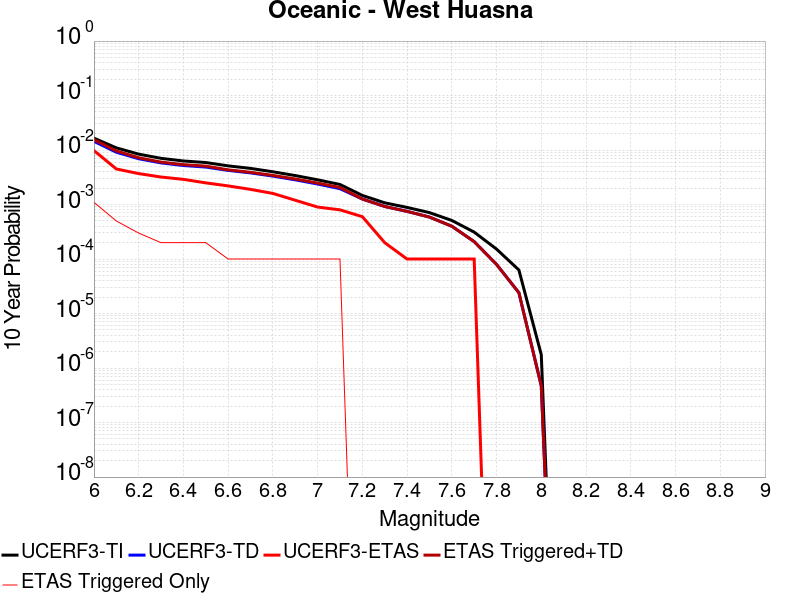 Oceanic - West Huasna
10^0
10^-1
10^-2
10^-3
10^-4
10^-5
10^-6
10^-7
10^-8
10 Year Probability
6 6.2 6.4 6.6 6.8 7 7.2 7.4 7.6 7.8 8 8.2 8.4 8.6 8.8 9
Magnitude
UCERF3-TI UCERF3-TD UCERF3-ETAS ETAS Triggered+TD
ETAS Triggered Only